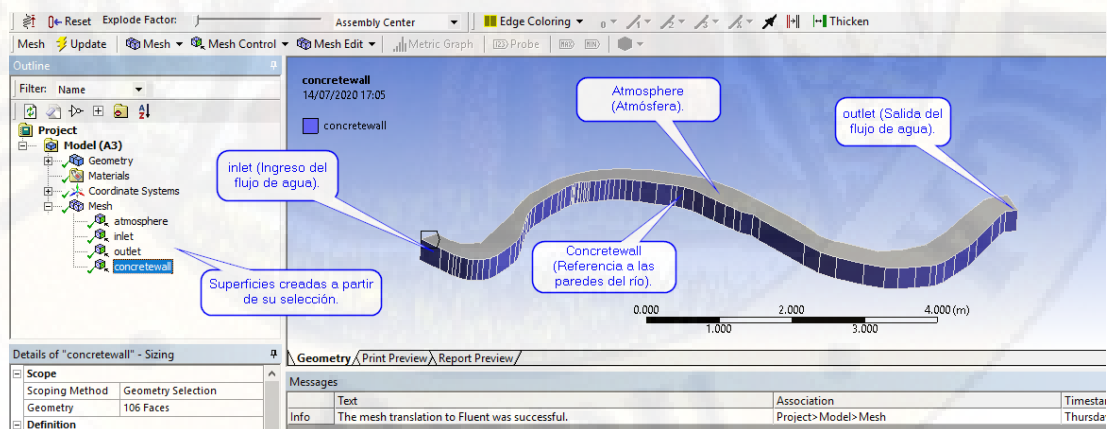 Reset Explode Factor: Assembly Center Edge Coloring Thicken
Mesh Update Mesh Mesh Control Mesh Edit Metric Graph Probe MAX MIN
Outline
Filter: Name
Project
Model (A3)
Geometry
Materials
Coordinate Systems
Mesh
atmosphere
inlet
outlet
concretewall
Superficies creadas a partir
de su selección.
concretewall
14/07/2020 17:05
concretewall
inlet (Ingreso del
flujo de agua).
Atmosphere
(Atmósfera).
outlet (Salida del
flujo de agua).
Concretewall
(Referencia a las
paredes del río).
0.000 2.000 4.000 (m)
1.000 3.000
Geometry Print Preview Report Preview
Details of "concretewall" - Sizing
Scope
Scoping Method Geometry Selection
Geometry 106 Faces
Definition
Messages
Text Association
Info The mesh translation to Fluent was successful. Project>Model>Mesh